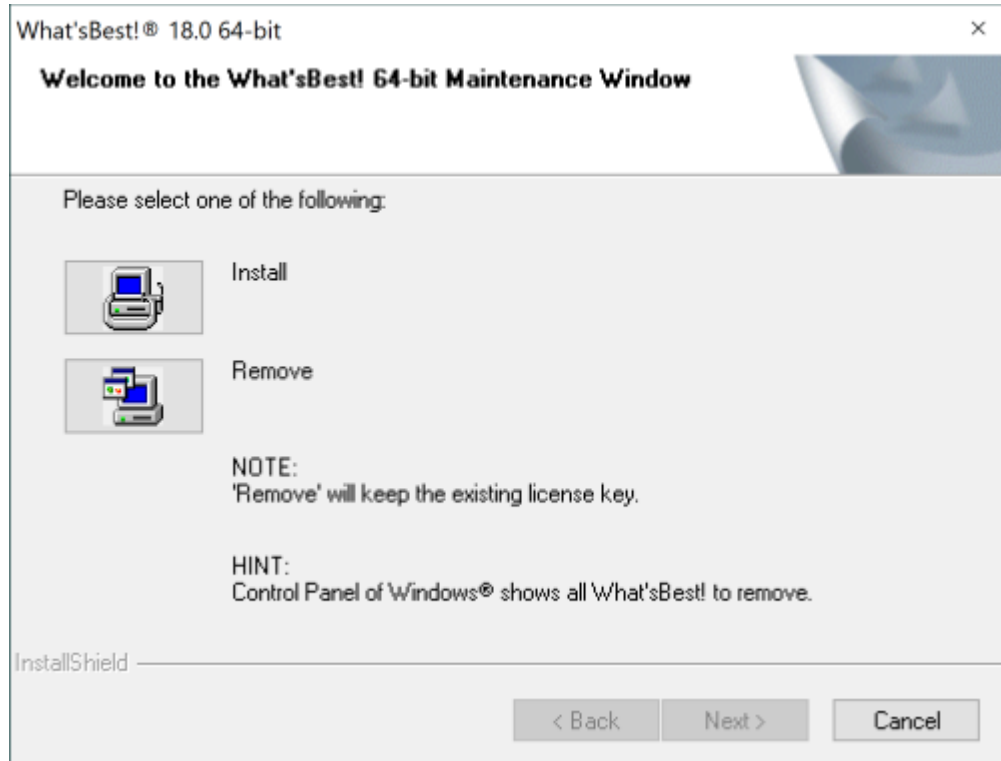 What'sBest!® 18.0 64-bit
Welcome to the What'sBest! 64-bit Maintenance Window
Please select one of the following:
Install
Remove
NOTE:
'Remove' will keep the existing license key.
HINT:
Control Panel of Windows® shows all What'sBest! to remove.
InstallShield
< Back Next > Cancel